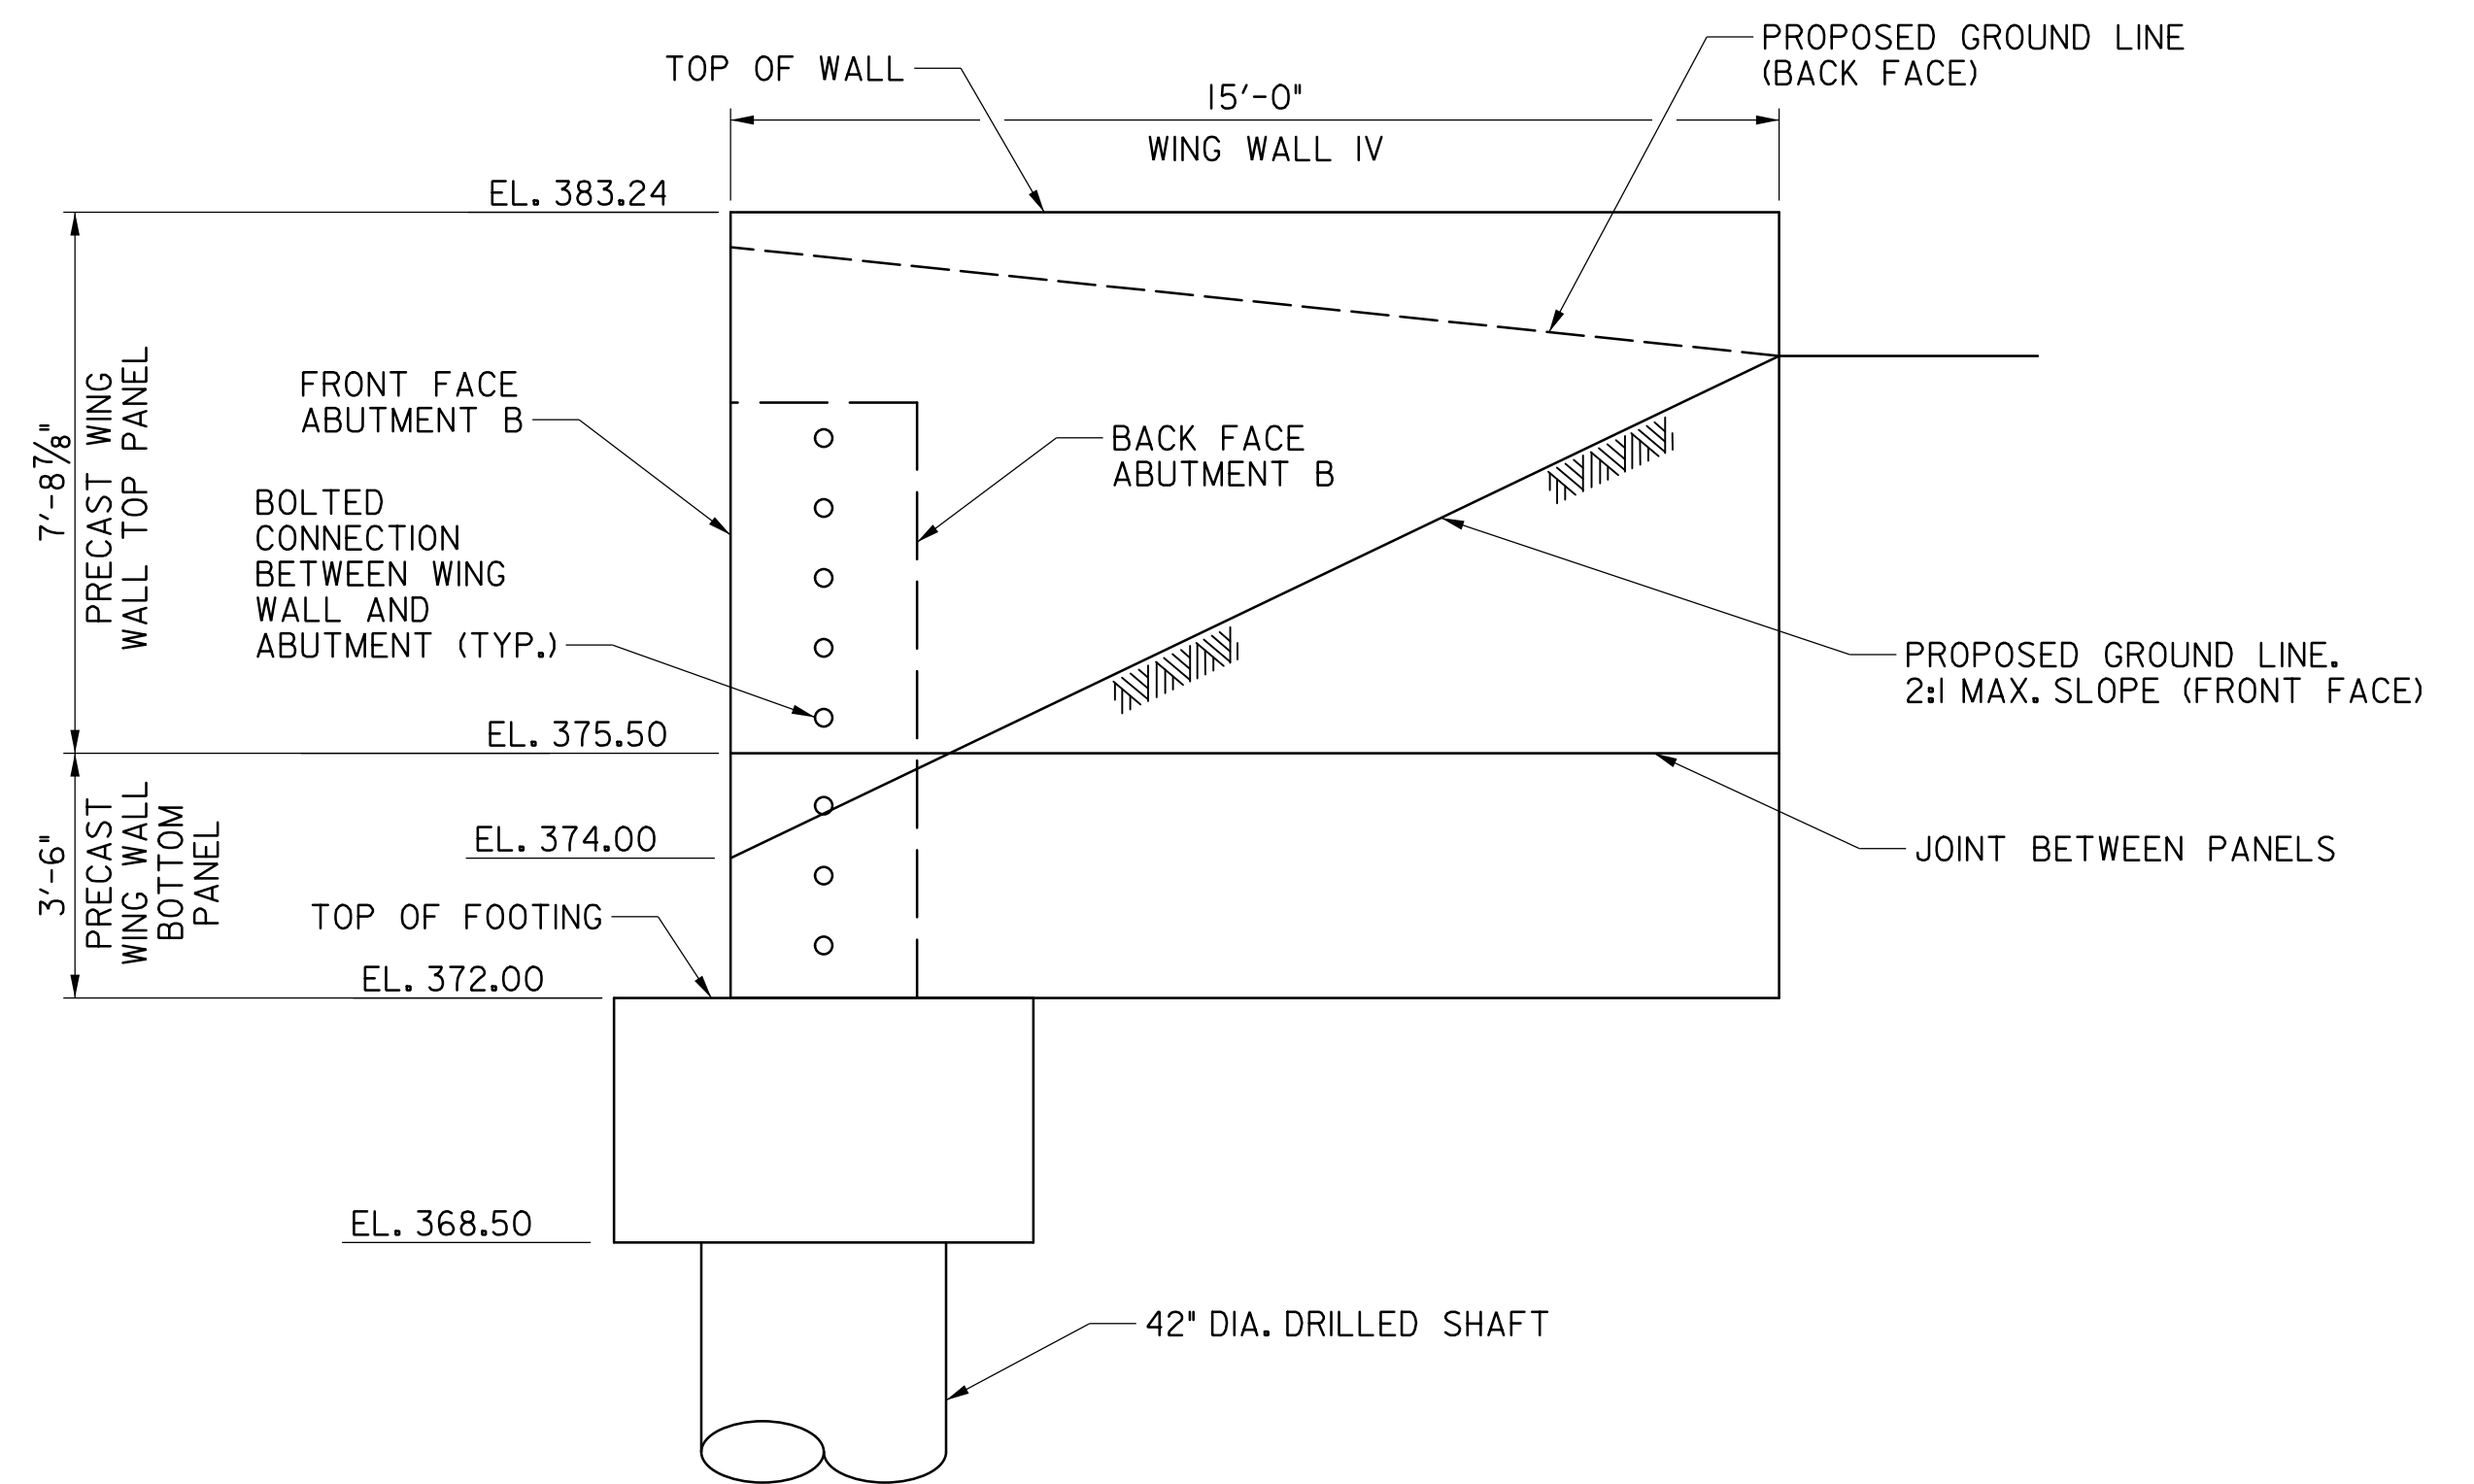 PROPOSED GROUND LINE
(BACK FACE)
TOP OF WALL
15'-0"
WING WALL IV
EL. 383.24
7'-8⅞"
PRECAST WING
WALL TOP PANEL
FRONT FACE
ABUTMENT B
BACK FACE
ABUTMENT B
BOLTED
CONNECTION
BETWEEN WING
WALL AND
ABUTMENT (TYP.)
PROPOSED GROUND LINE.
2:1 MAX. SLOPE (FRONT FACE)
EL. 375.50
3'-6"
PRECAST
WING WALL
BOTTOM
PANEL
EL. 374.00
JOINT BETWEEN PANELS
TOP OF FOOTING
EL. 372.00
EL. 368.50
42" DIA. DRILLED SHAFT